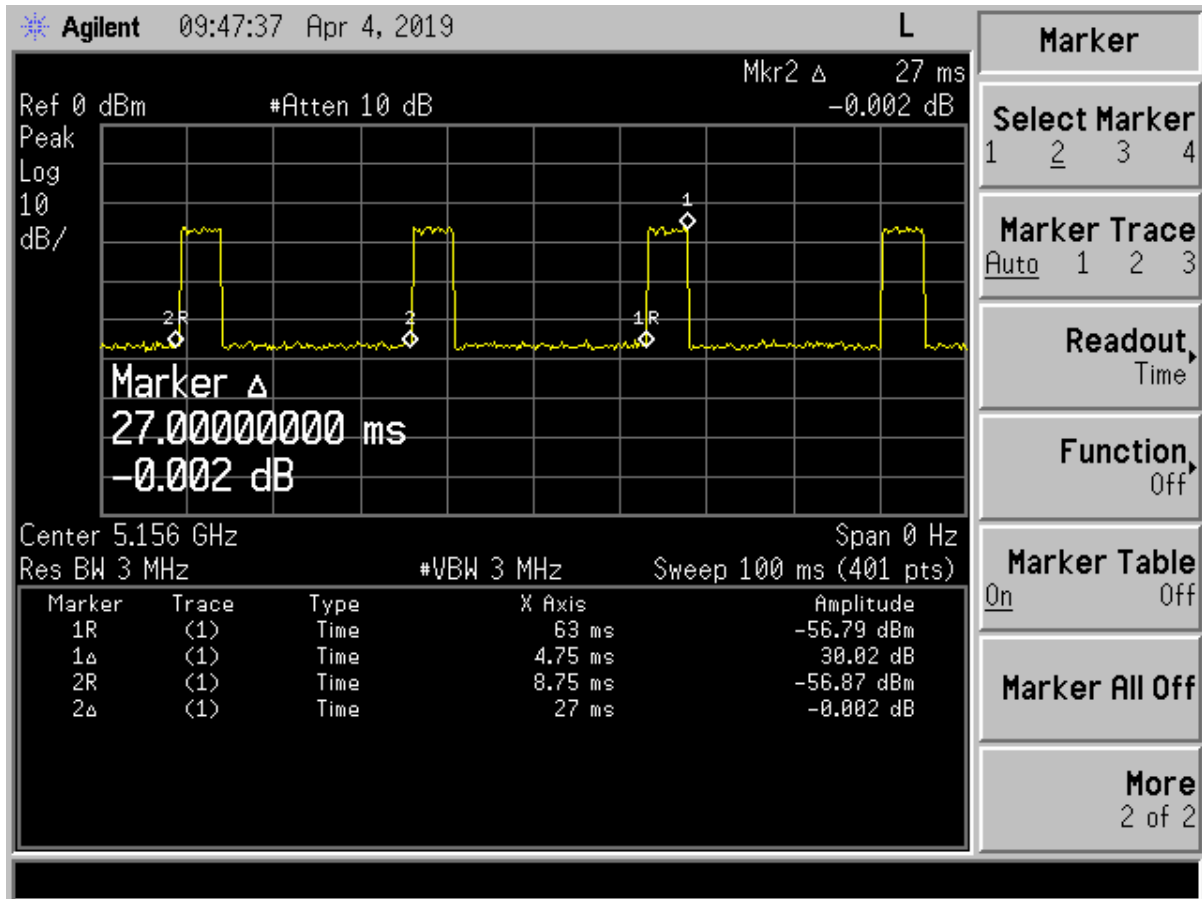 Agilent 09:47:37 Apr 4, 2019 L
Mkr2 Δ 27 ms
Ref 0 dBm #Atten 10 dB -0.002 dB
Peak
Log
10
dB/
1
2R 2 1R
Marker Δ
27.00000000 ms
-0.002 dB
Center 5.156 GHz Span 0 Hz
Res BW 3 MHz #VBW 3 MHz Sweep 100 ms (401 pts)
Marker Trace Type X Axis Amplitude
1R (1) Time 63 ms -56.79 dBm
1Δ (1) Time 4.75 ms 30.02 dB
2R (1) Time 8.75 ms -56.87 dBm
2Δ (1) Time 27 ms -0.002 dB
Marker
Select Marker
1 2 3 4
Marker Trace
Auto 1 2 3
Readout
Time
Function
Off
Marker Table
On Off
Marker All Off
More
2 of 2